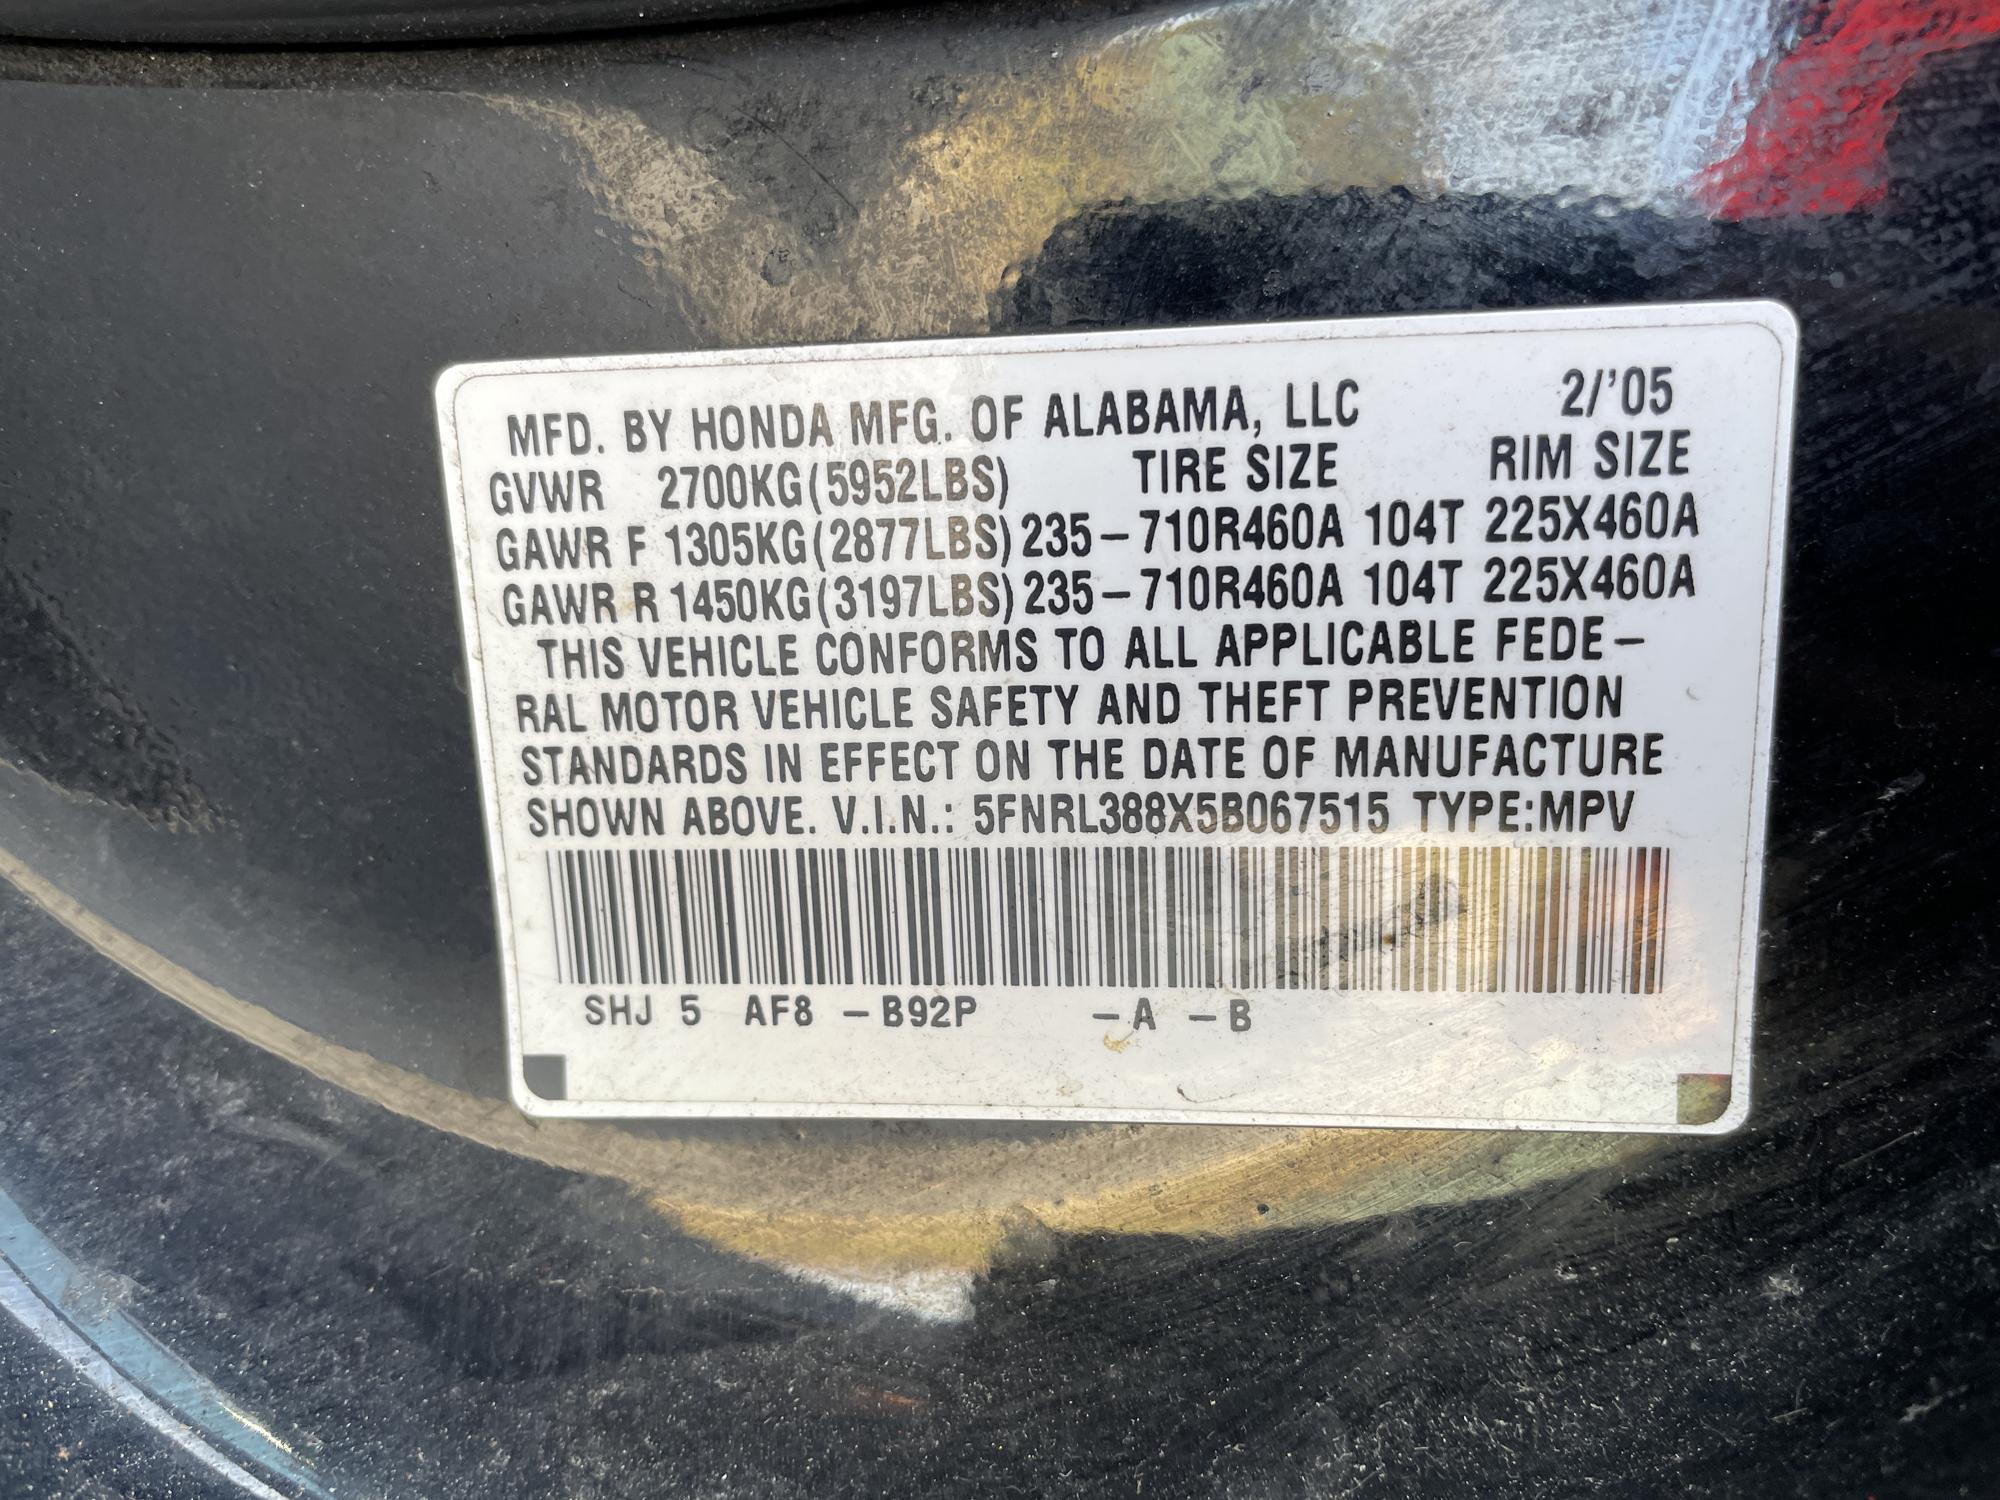 MFD. BY HONDA MFG. OF ALABAMA, LLC 2/'05
GVWR 2700KG(5952LBS) TIRE SIZE RIM SIZE
GAWR F 1305KG(2877LBS) 235-710R460A 104T 225X460A
GAWR R 1450KG(3197LBS) 235-710R460A 104T 225X460A
THIS VEHICLE CONFORMS TO ALL APPLICABLE FEDE-
RAL MOTOR VEHICLE SAFETY AND THEFT PREVENTION
STANDARDS IN EFFECT ON THE DATE OF MANUFACTURE
SHOWN ABOVE. V.I.N.: 5FNRL388X5B067515 TYPE:MPV
SHJ 5 AF8 -B92P -A -B